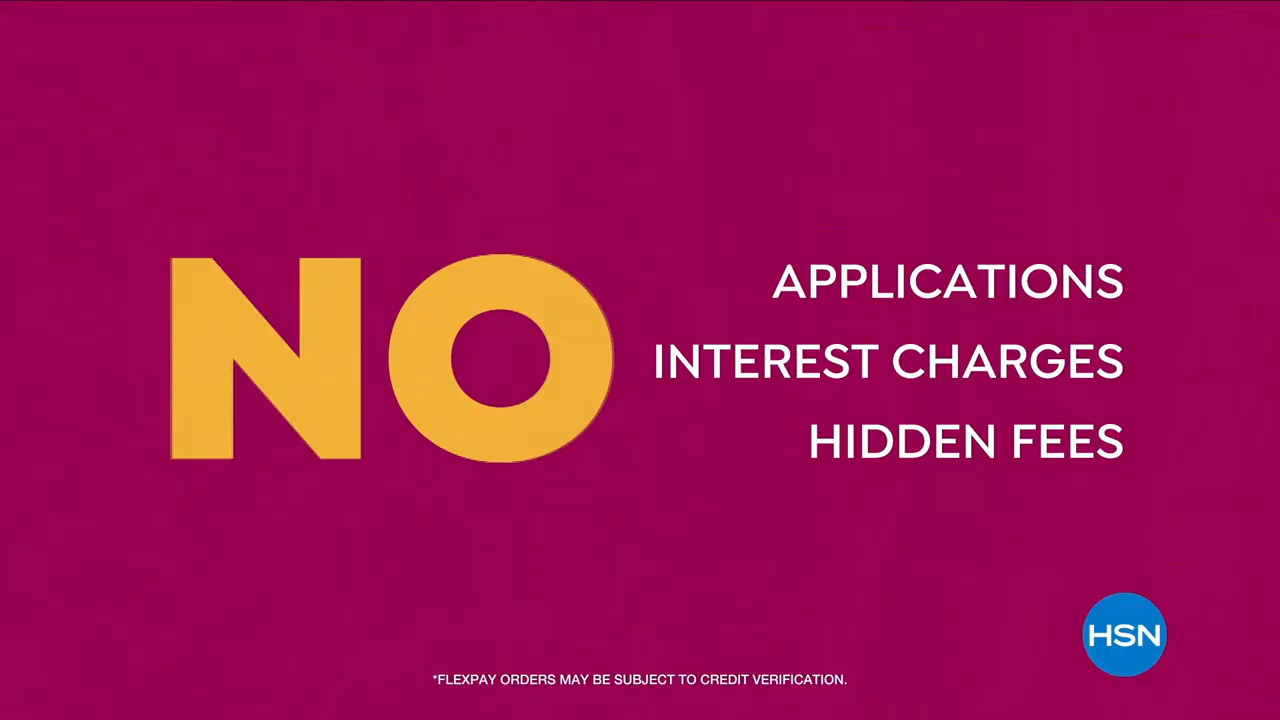 NO
APPLICATIONS
INTEREST CHARGES
HIDDEN FEES
HSN
*FLEXPAY ORDERS MAY BE SUBJECT TO CREDIT VERIFICATION.